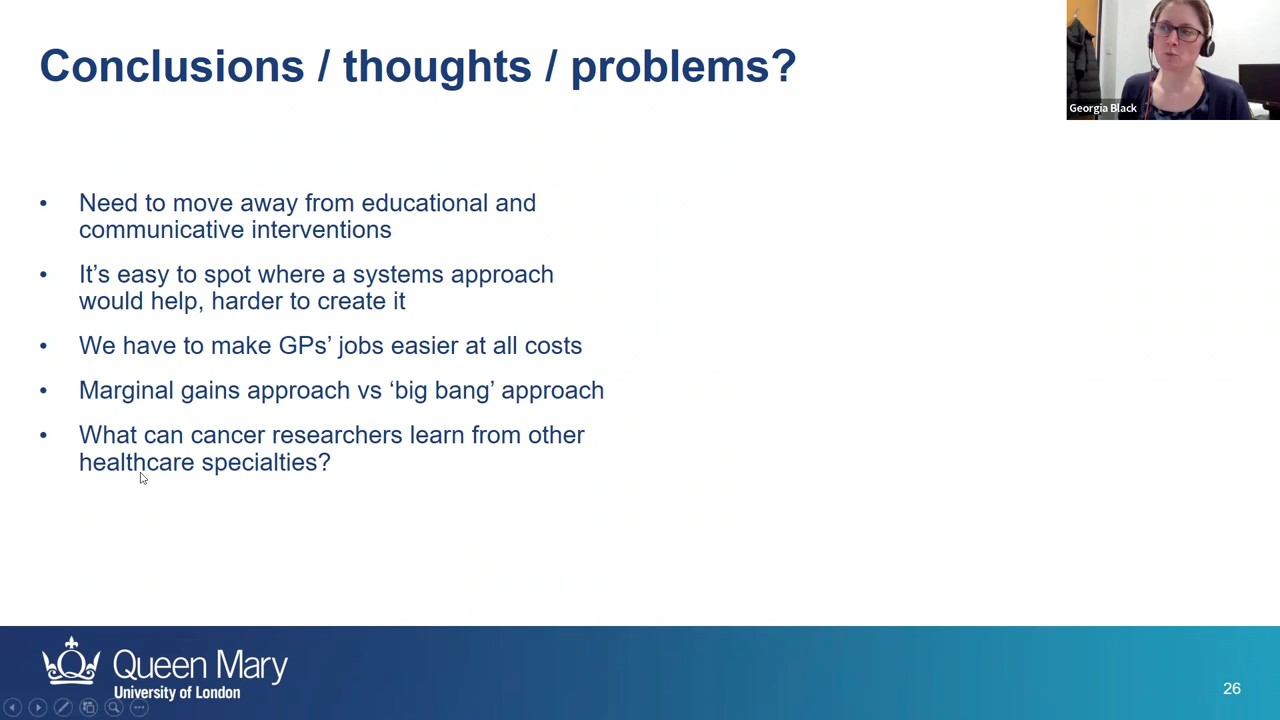 Conclusions / thoughts / problems?
Georgia Black
• Need to move away from educational and
communicative interventions
• It’s easy to spot where a systems approach
would help, harder to create it
• We have to make GPs’ jobs easier at all costs
• Marginal gains approach vs ‘big bang’ approach
• What can cancer researchers learn from other
healthcare specialties?
Queen Mary
University of London
26